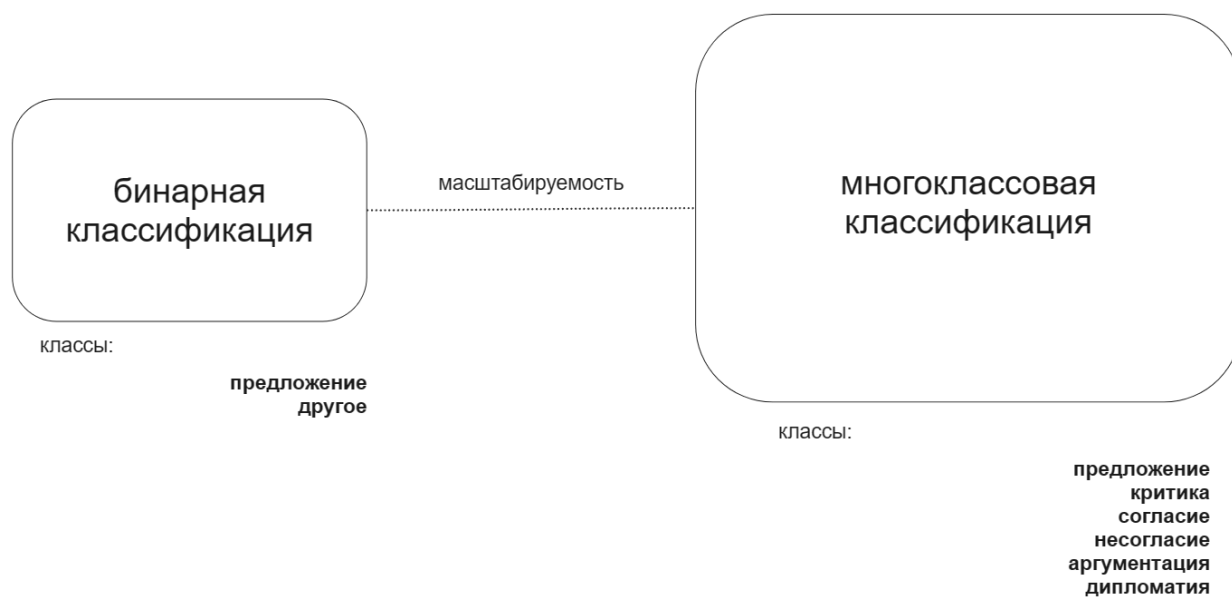 бинарная
классификация
масштабируемость
многоклассовая
классификация
классы:
предложение
другое
классы:
предложение
критика
согласие
несогласие
аргументация
дипломатия